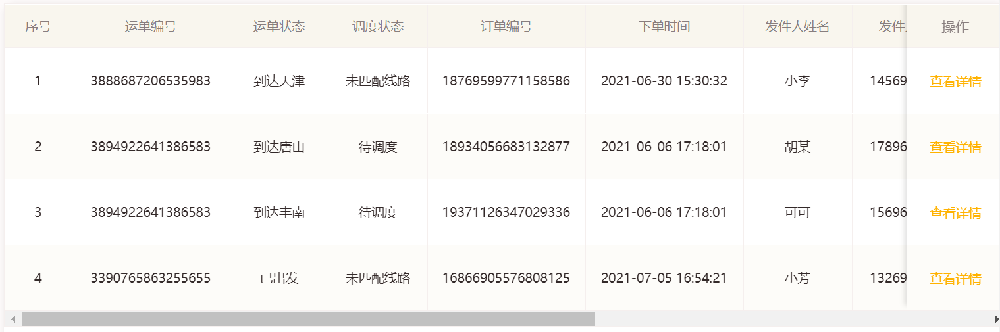 序号 运单编号 运单状态 调度状态 订单编号 下单时间 发件人姓名 发件 操作
1 3888687206535983 到达天津 未匹配线路 18769599771158586 2021-06-30 15:30:32 小李 14569 查看详情
2 3894922641386583 到达唐山 待调度 18934056683132877 2021-06-06 17:18:01 胡某 17896 查看详情
3 3894922641386583 到达丰南 待调度 19371126347029336 2021-06-06 17:18:01 可可 15696 查看详情
4 3390765863255655 已出发 未匹配线路 16866905576808125 2021-07-05 16:54:21 小芳 13269 查看详情